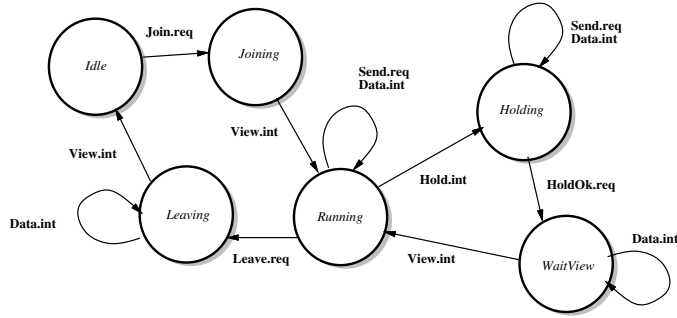 Join.req
Idle
Joining
Send.req
Data.int
Send.req
Data.int
Holding
View.int
View.int
Hold.int
HoldOk.req
Data.int
Leaving
Running
Leave.req
View.int
WaitView
Data.int